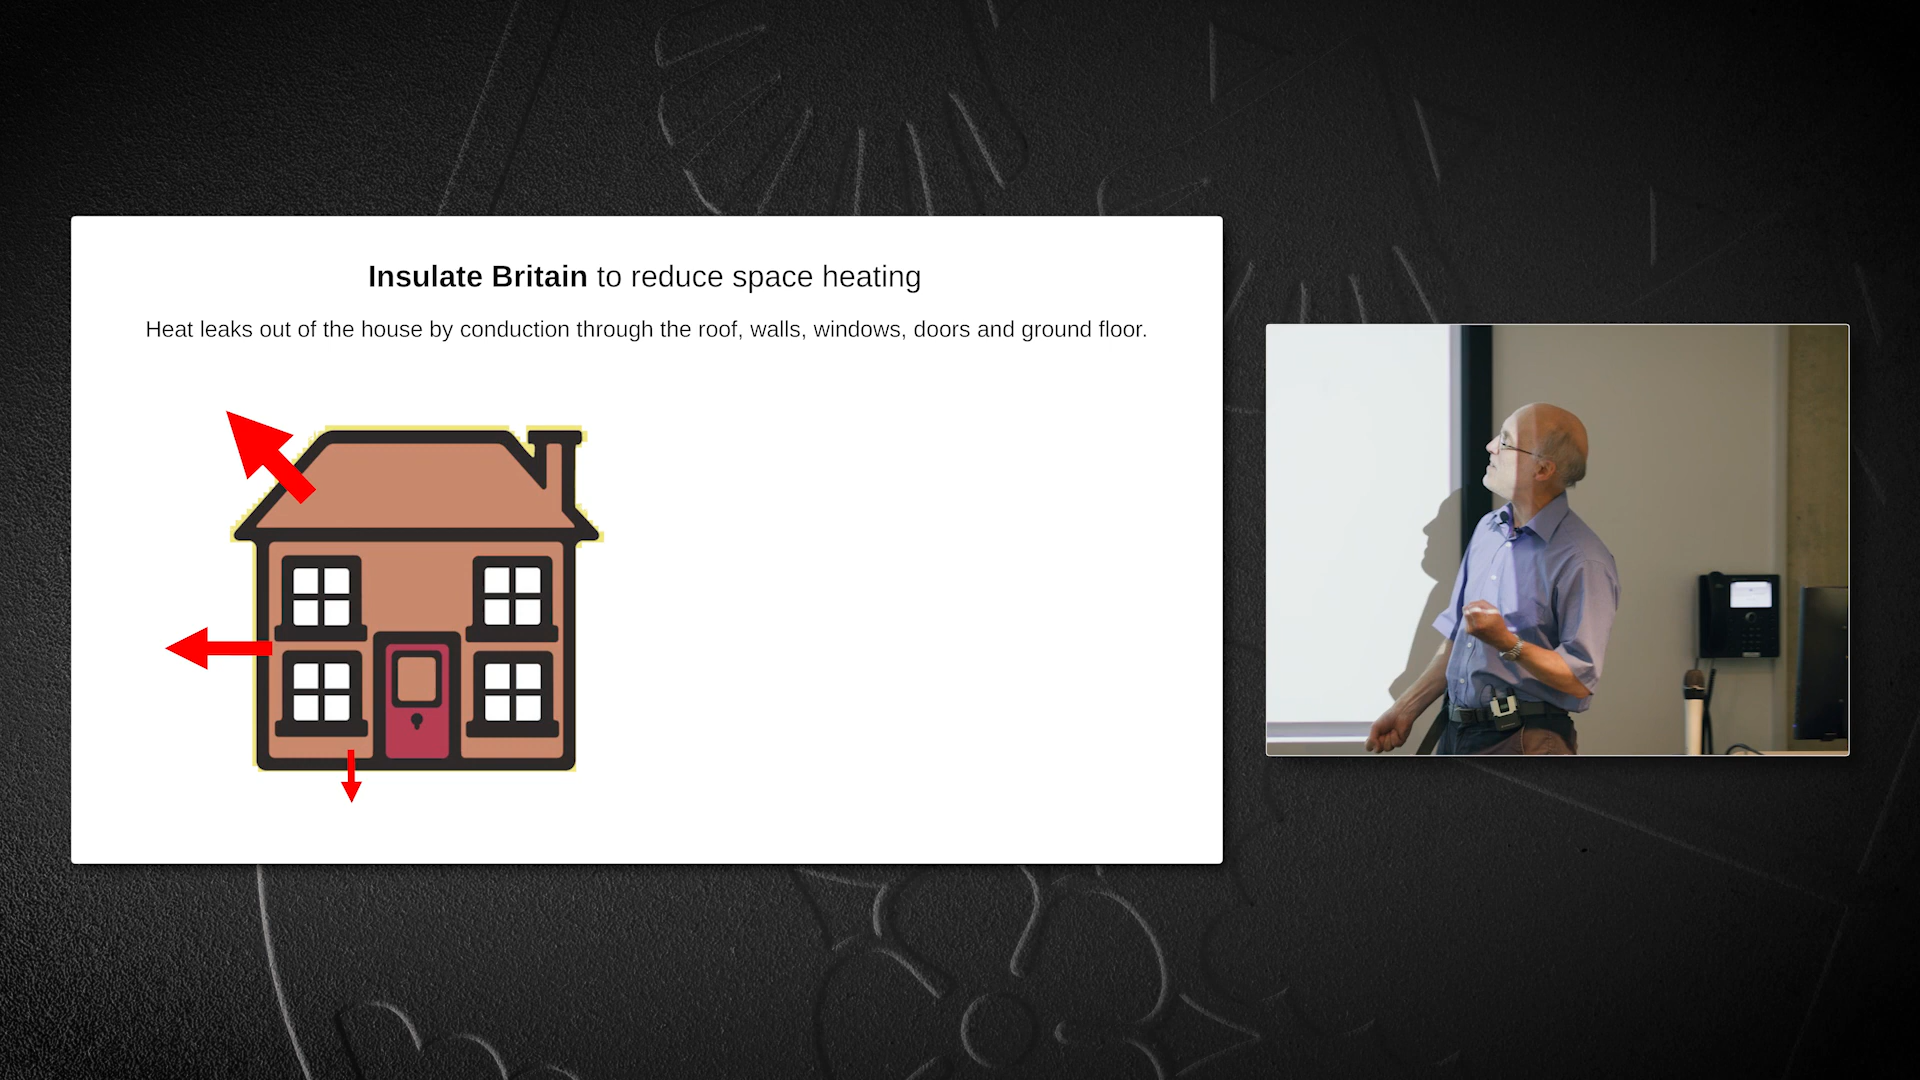 Insulate Britain to reduce space heating
Heat leaks out of the house by conduction through the roof, walls, windows, doors and ground floor.